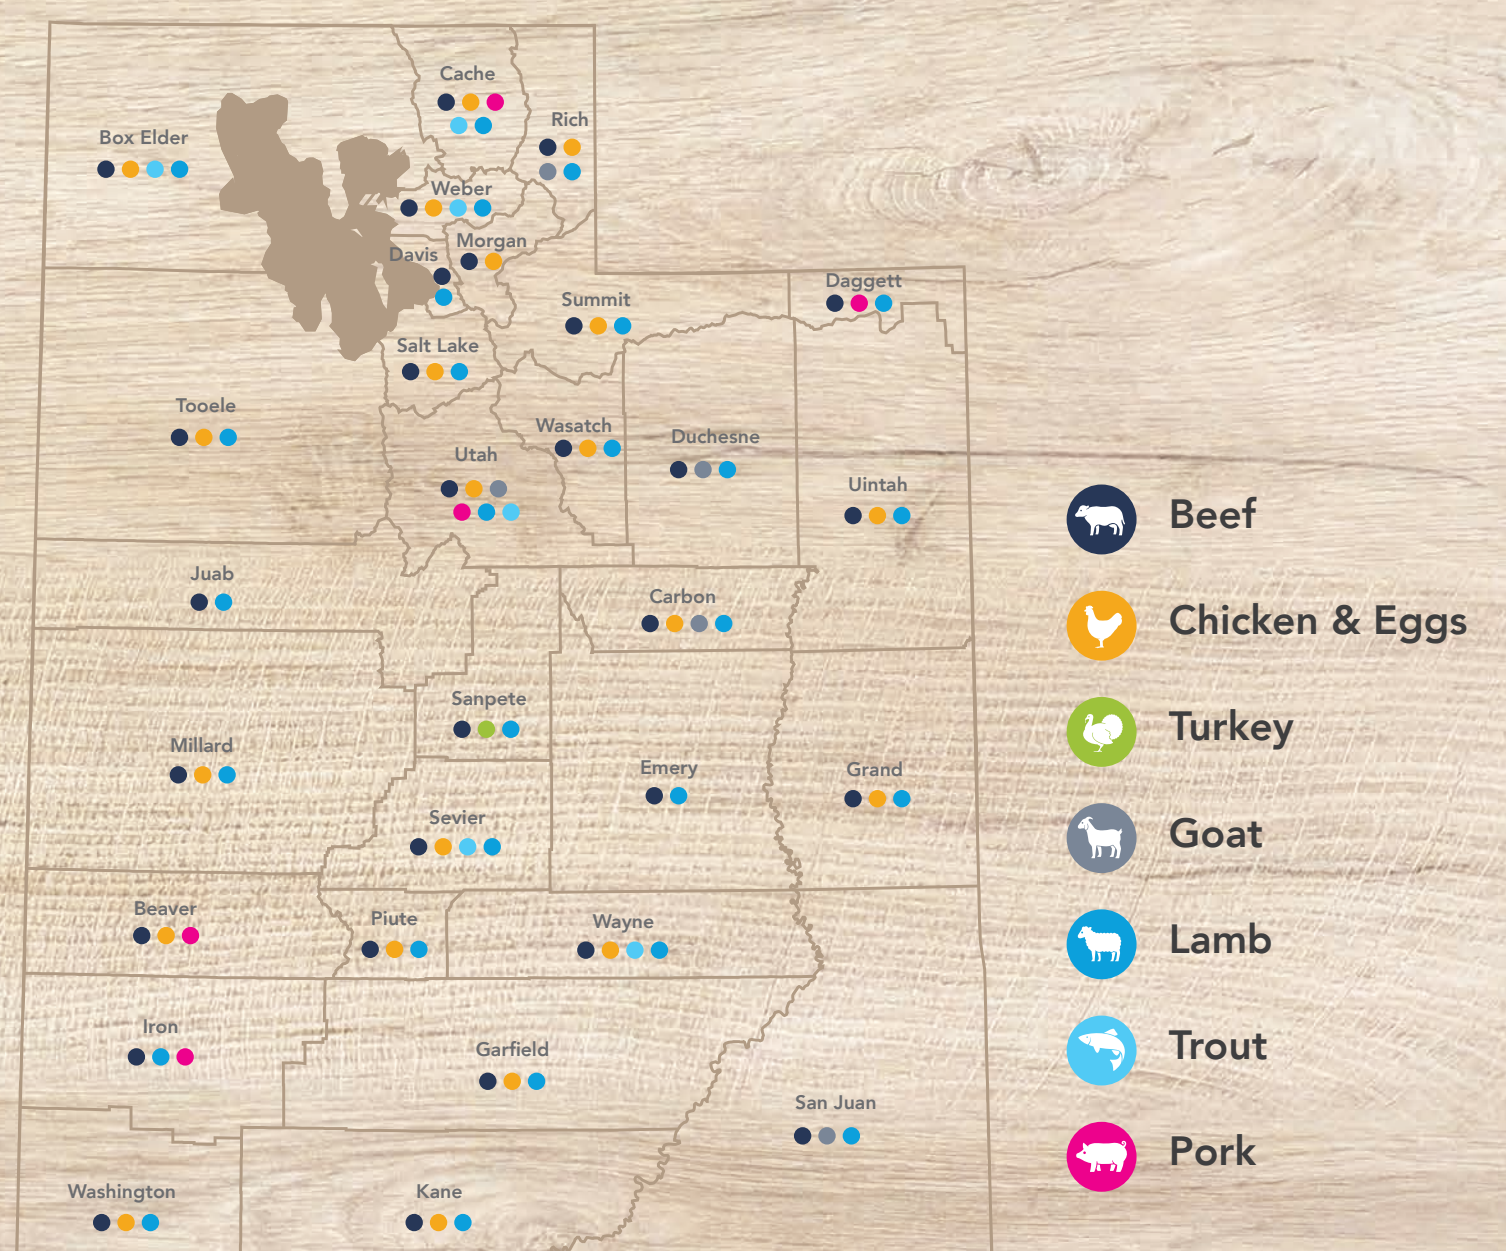 Cache
Rich
Box Elder
Weber
Morgan
Davis
Daggett
Summit
Salt Lake
Tooele
Wasatch
Duchesne
Utah
Uintah
Beef
Juab
Carbon
Chicken & Eggs
Sanpete
Turkey
Millard
Emery
Grand
Sevier
Goat
Beaver
Piute
Wayne
Lamb
Iron
Garfield
Trout
San Juan
Pork
Washington
Kane